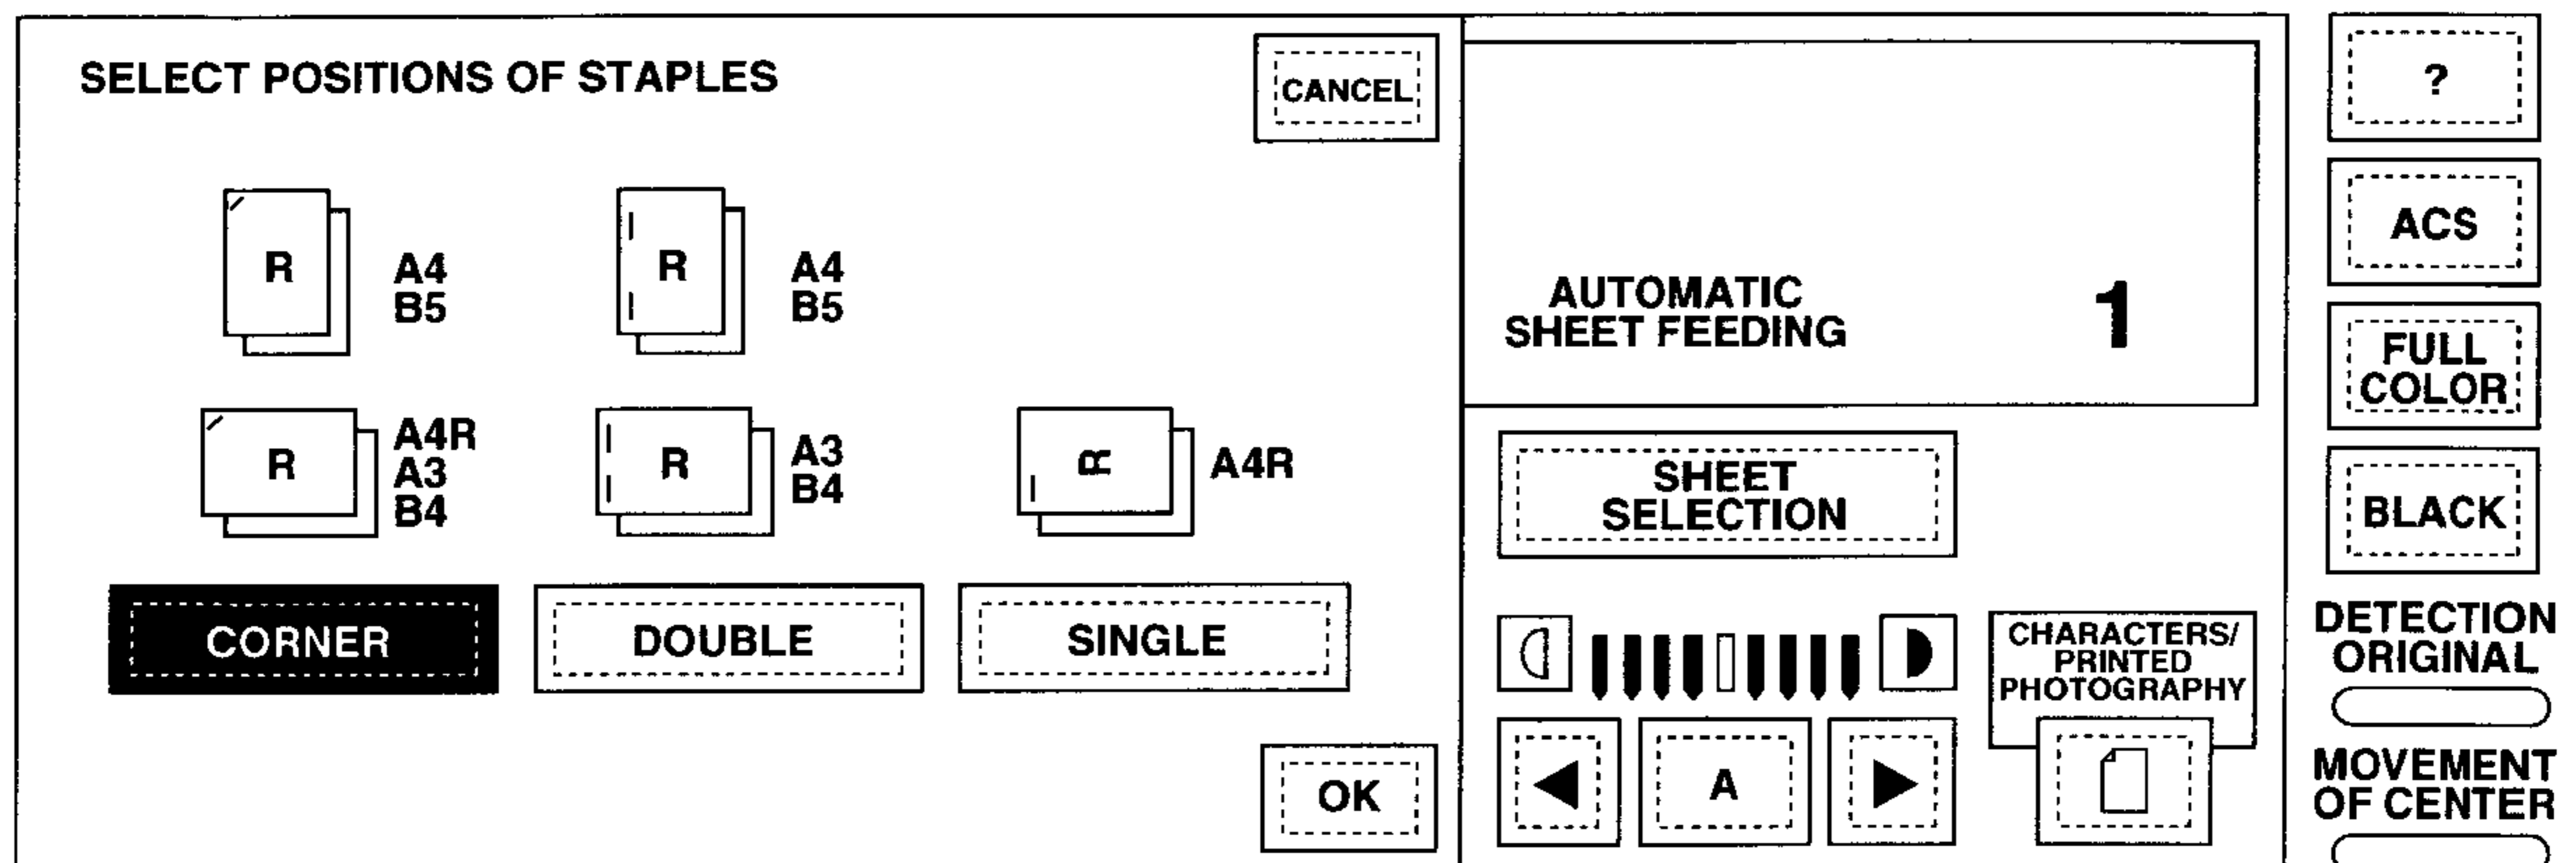 SELECT POSITIONS OF STAPLES
CANCEL
R
A4
B5
R
A4
B5
R
A4R
A3
B4
R
A3
B4
R
A4R
CORNER
DOUBLE
SINGLE
OK
AUTOMATIC
SHEET FEEDING
1
SHEET
SELECTION
CHARACTERS/
PRINTED
PHOTOGRAPHY
A
?
ACS
FULL
COLOR
BLACK
DETECTION
ORIGINAL
MOVEMENT
OF CENTER